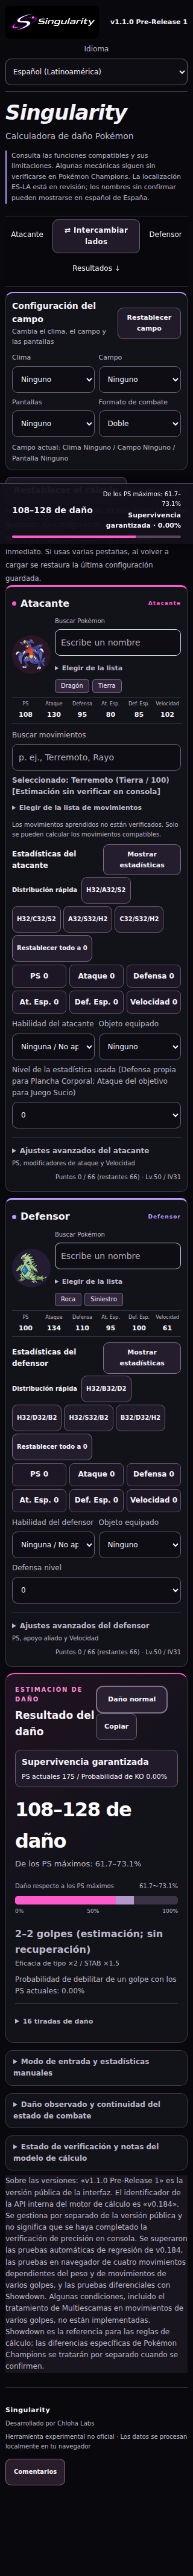 Singularity
v1.1.0 Pre-Release 1
Idioma
Español (Latinoamérica)
Singularity
Calculadora de daño Pokémon
Consulta las funciones compatibles y sus
limitaciones. Algunas mecánicas siguen sin
verificarse en Pokémon Champions. La localización
ES-LA está en revisión; los nombres sin confirmar
pueden mostrarse en español de España.
Atacante
⇄ Intercambiar
lados
Defensor
Resultados ↓
Configuración del
campo
Cambia el clima, el campo y
las pantallas
Restablecer
campo
Clima
Campo
Ninguno
Ninguno
Pantallas
Formato de combate
Ninguno
Doble
Campo actual: Clima Ninguno / Campo Ninguno /
Pantalla Ninguno
108–128 de daño
De los PS máximos: 61.7–
73.1%
Supervivencia
garantizada · 0.00%
inmediato. Si usas varias pestañas, al volver a
cargar se restaura la última configuración
guardada.
Atacante
Atacante
Buscar Pokémon
Escribe un nombre
▸ Elegir de la lista
Dragón
Tierra
PS
Ataque
Defensa
At. Esp.
Def. Esp.
Velocidad
108
130
95
80
85
102
Buscar movimientos
p. ej., Terremoto, Rayo
Seleccionado: Terremoto (Tierra / 100)
[Estimación sin verificar en consola]
▸ Elegir de la lista de movimientos
Los movimientos aprendidos no están verificados. Solo
se pueden calcular los movimientos compatibles.
Estadísticas del
atacante
Mostrar
estadísticas
Distribución rápida
H32/A32/S2
H32/C32/S2
A32/S32/H2
C32/S32/H2
Restablecer todo a 0
PS 0
Ataque 0
Defensa 0
At. Esp. 0
Def. Esp. 0
Velocidad 0
Habilidad del atacante
Objeto equipado
Ninguna / No ap
Ninguno
Nivel de la estadística usada (Defensa propia
para Plancha Corporal; Ataque del objetivo
para Juego Sucio)
0
▸ Ajustes avanzados del atacante
PS, modificadores de ataque y Velocidad
Puntos 0 / 66 (restantes 66) · Lv.50 / IV31
Defensor
Defensor
Buscar Pokémon
Escribe un nombre
▸ Elegir de la lista
Roca
Siniestro
PS
Ataque
Defensa
At. Esp.
Def. Esp.
Velocidad
100
134
110
95
100
61
Estadísticas del
defensor
Mostrar
estadísticas
Distribución rápida
H32/B32/D2
H32/D32/B2
H32/S32/B2
B32/D32/H2
Restablecer todo a 0
PS 0
Ataque 0
Defensa 0
At. Esp. 0
Def. Esp. 0
Velocidad 0
Habilidad del defensor
Objeto equipado
Ninguna / No ap
Ninguno
Defensa nivel
0
▸ Ajustes avanzados del defensor
PS, apoyo aliado y Velocidad
Puntos 0 / 66 (restantes 66) · Lv.50 / IV31
ESTIMACIÓN DE
DAÑO
Resultado del
daño
Daño normal
Copiar
Supervivencia garantizada
PS actuales 175 / Probabilidad de KO 0.00%
108–128 de
daño
De los PS máximos: 61.7–73.1%
Daño respecto a los PS máximos
61.7～73.1%
0%
50%
100%
2–2 golpes (estimación; sin
recuperación)
Eficacia de tipo ×2 / STAB ×1.5
Probabilidad de debilitar de un golpe con los
PS actuales: 0.00%
▸ 16 tiradas de daño
▸ Modo de entrada y estadísticas
manuales
▸ Daño observado y continuidad del
estado de combate
▸ Estado de verificación y notas del
modelo de cálculo
Sobre las versiones: «v1.1.0 Pre-Release 1» es la
versión pública de la interfaz. El identificador de
la API interna del motor de cálculo es «v0.184».
Se gestiona por separado de la versión pública y
no significa que se haya completado la
verificación de precisión en consola. Se superaron
las pruebas automáticas de regresión de v0.184,
las pruebas en navegador de cuatro movimientos
dependientes del peso y de movimientos de
varios golpes, y las pruebas diferenciales con
Showdown. Algunas condiciones, incluido el
tratamiento de Multiescamas en movimientos de
varios golpes, no están implementadas.
Showdown es la referencia para las reglas de
cálculo; las diferencias específicas de Pokémon
Champions se tratarán por separado cuando se
confirmen.
Singularity
Desarrollado por Chloha Labs
Herramienta experimental no oficial · Los datos se procesan
localmente en tu navegador
Comentarios